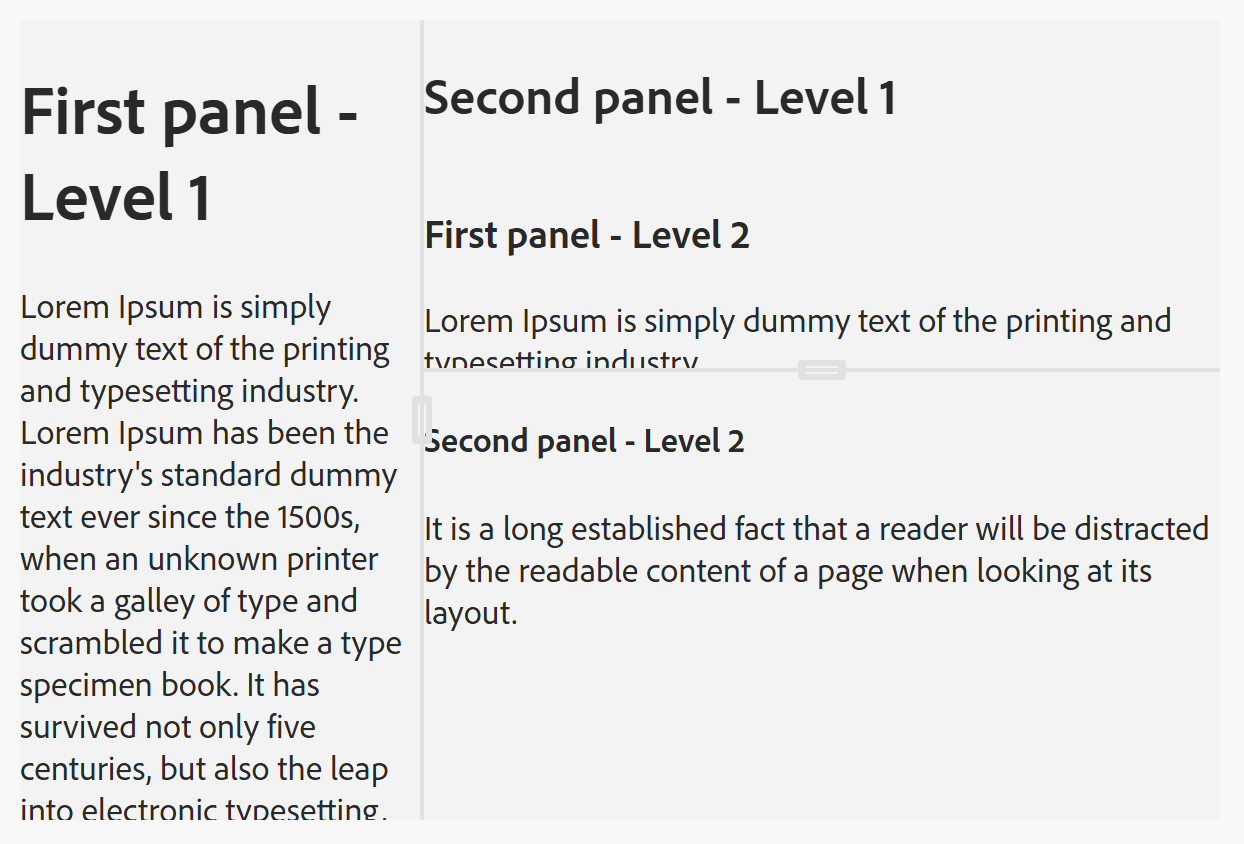 First panel -
Level 1
Lorem Ipsum is simply
dummy text of the printing
and typesetting industry.
Lorem Ipsum has been the
industry's standard dummy
text ever since the 1500s,
when an unknown printer
took a galley of type and
scrambled it to make a type
specimen book. It has
survived not only five
centuries, but also the leap
into electronic typesetting,
Second panel - Level 1
First panel - Level 2
Lorem Ipsum is simply dummy text of the printing and
typesetting industry.
Second panel - Level 2
It is a long established fact that a reader will be distracted
by the readable content of a page when looking at its
layout.